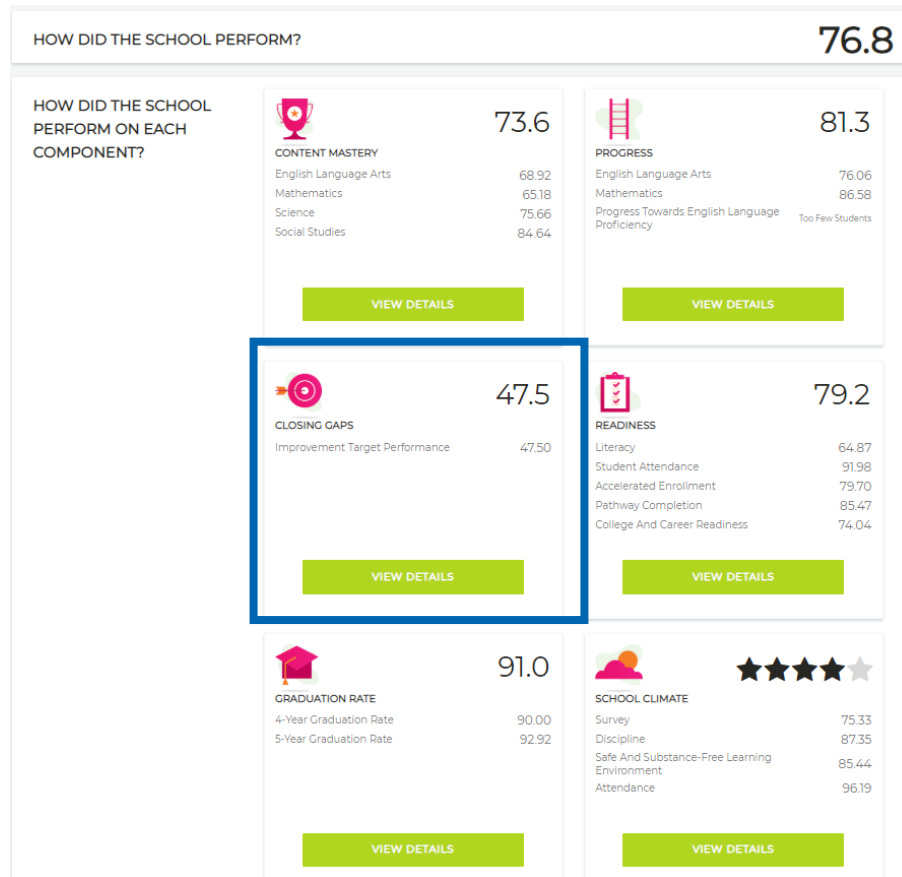 HOW DID THE SCHOOL PERFORM?
76.8
HOW DID THE SCHOOL
PERFORM ON EACH
COMPONENT?
73.6
CONTENT MASTERY
English Language Arts 68.92
Mathematics 65.18
Science 75.66
Social Studies 84.64
VIEW DETAILS
81.3
PROGRESS
English Language Arts 76.06
Mathematics 86.58
Progress Towards English Language
Proficiency
Too Few Students
VIEW DETAILS
47.5
CLOSING GAPS
Improvement Target Performance 47.50
VIEW DETAILS
79.2
READINESS
Literacy 64.87
Student Attendance 91.98
Accelerated Enrollment 79.70
Pathway Completion 85.47
College And Career Readiness 74.04
VIEW DETAILS
91.0
GRADUATION RATE
4-Year Graduation Rate 90.00
5-Year Graduation Rate 92.92
VIEW DETAILS
SCHOOL CLIMATE
Survey 75.33
Discipline 87.35
Safe And Substance-Free Learning
Environment
85.44
Attendance 96.19
VIEW DETAILS